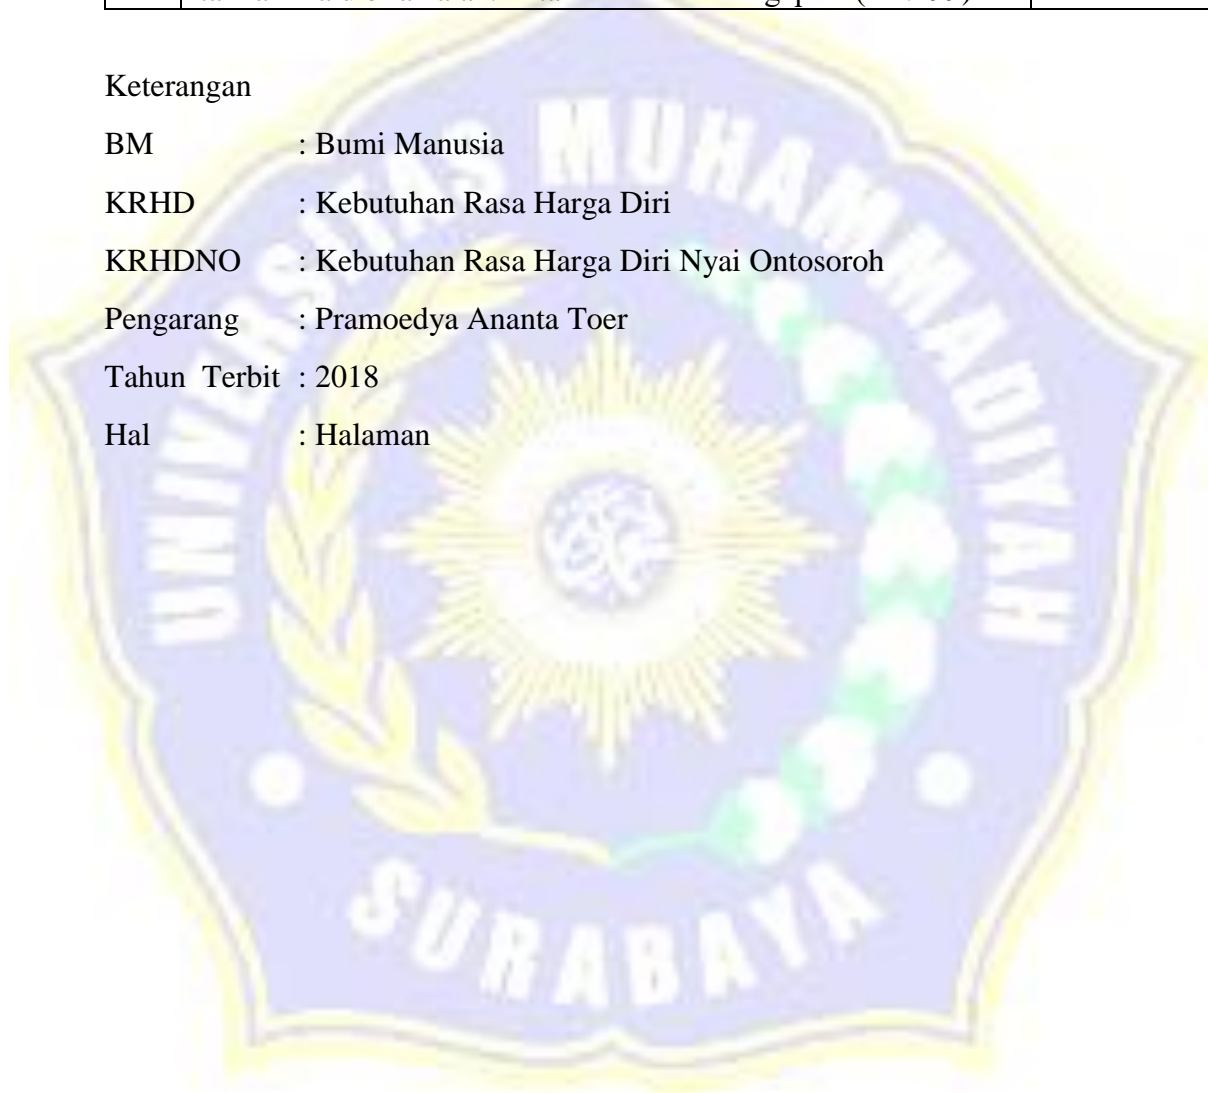 Keterangan
BM : Bumi Manusia
KRHD : Kebutuhan Rasa Harga Diri
KRHDNO : Kebutuhan Rasa Harga Diri Nyai Ontosoroh
Pengarang : Pramoedya Ananta Toer
Tahun Terbit : 2018
Hal : Halaman
UNIVERSITAS MUHAMMADIYAH
SURABAYA